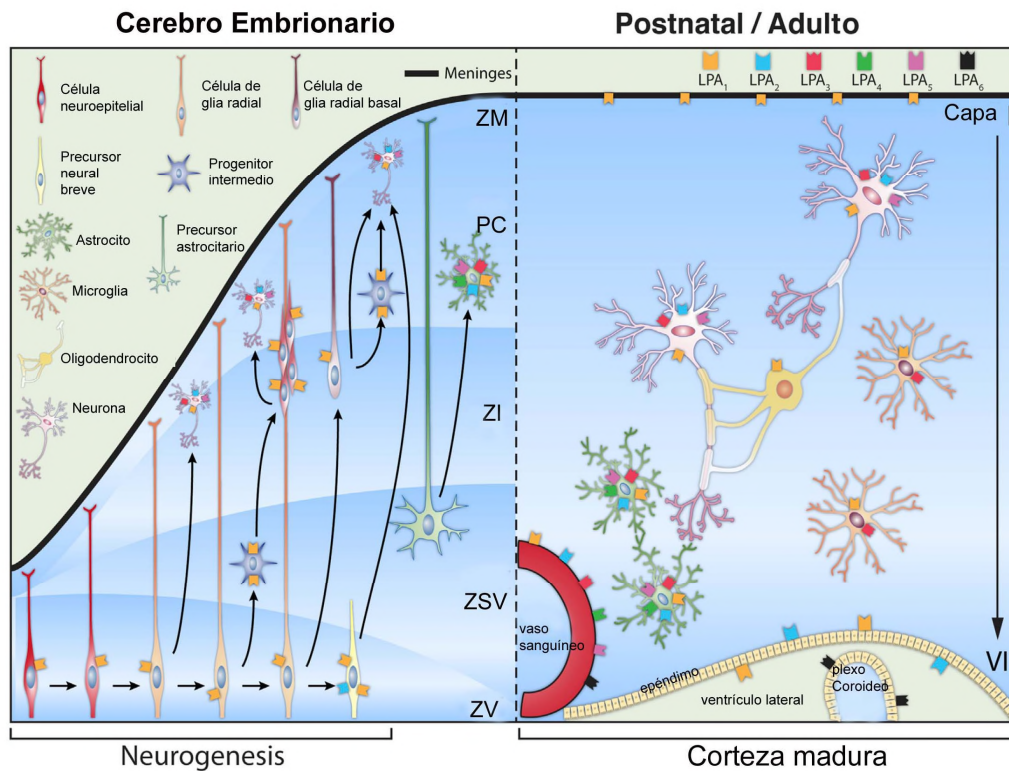 Cerebro Embrionario
Postnatal / Adulto
Célula
neuroepitelial
Célula de
glia radial
Célula de
glia radial basal
Meninges
Precursor
neural
breve
Progenitor
intermedio
Astrocito
Precursor
astrocitario
Microglia
Oligodendrocito
Neurona
ZM
PC
ZI
ZSV
ZV
LPA₁
LPA₂
LPA₃
LPA₄
LPA₅
LPA₆
Capa I
VI
vaso
sanguíneo
epéndimo
ventrículo lateral
plexo
Coroideo
Neurogenesis
Corteza madura